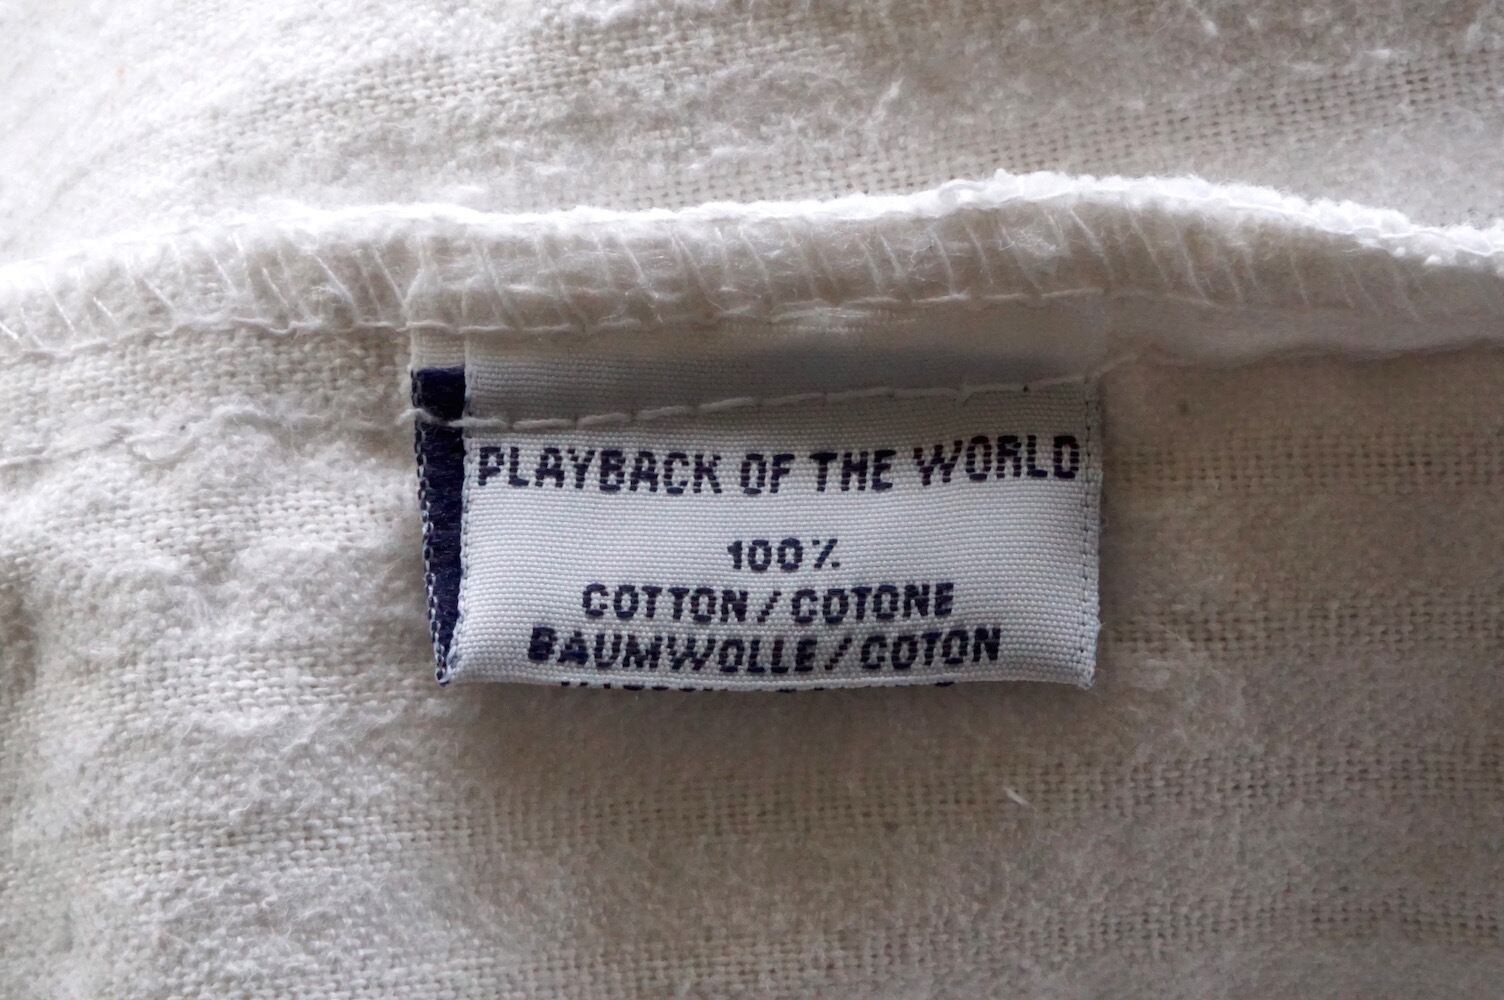 PLAYBACK OF THE WORLD
100%
COTTON/COTONE
BAUMWOLLE/COTON